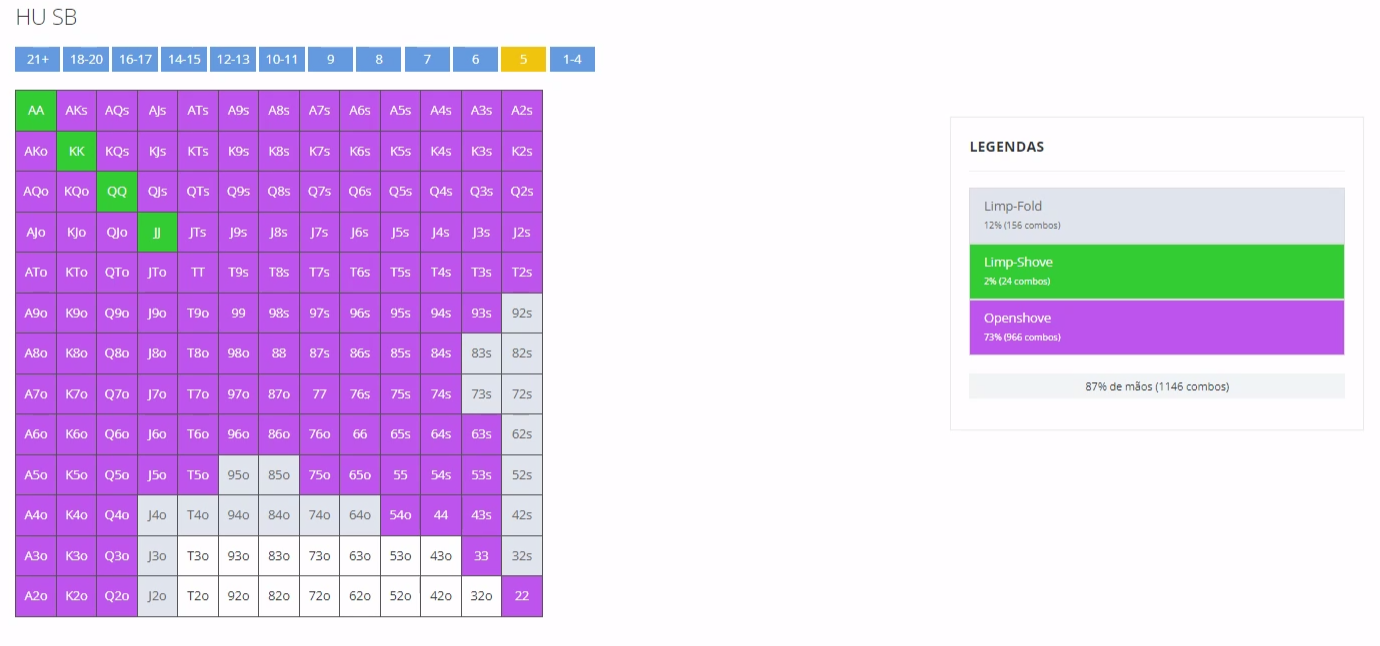 HU SB
21+ 18-20 16-17 14-15 12-13 10-11 9 8 7 6 5 1-4
AA AKs AQs AJs ATs A9s A8s A7s A6s A5s A4s A3s A2s
AKo KK KQs KJs KTs K9s K8s K7s K6s K5s K4s K3s K2s
AQo KQo QQ QJs QTs Q9s Q8s Q7s Q6s Q5s Q4s Q3s Q2s
AJo KJo QJo JJ JTs J9s J8s J7s J6s J5s J4s J3s J2s
ATo KTo QTo JTo TT T9s T8s T7s T6s T5s T4s T3s T2s
A9o K9o Q9o J9o T9o 99 98s 97s 96s 95s 94s 93s 92s
A8o K8o Q8o J8o T8o 98o 88 87s 86s 85s 84s 83s 82s
A7o K7o Q7o J7o T7o 97o 87o 77 76s 75s 74s 73s 72s
A6o K6o Q6o J6o T6o 96o 86o 76o 66 65s 64s 63s 62s
A5o K5o Q5o J5o T5o 95o 85o 75o 65o 55 54s 53s 52s
A4o K4o Q4o J4o T4o 94o 84o 74o 64o 54o 44 43s 42s
A3o K3o Q3o J3o T3o 93o 83o 73o 63o 53o 43o 33 32s
A2o K2o Q2o J2o T2o 92o 82o 72o 62o 52o 42o 32o 22
LEGENDAS
Limp-Fold
12% (156 combos)
Limp-Shove
2% (24 combos)
Openshove
73% (966 combos)
87% de mãos (1146 combos)